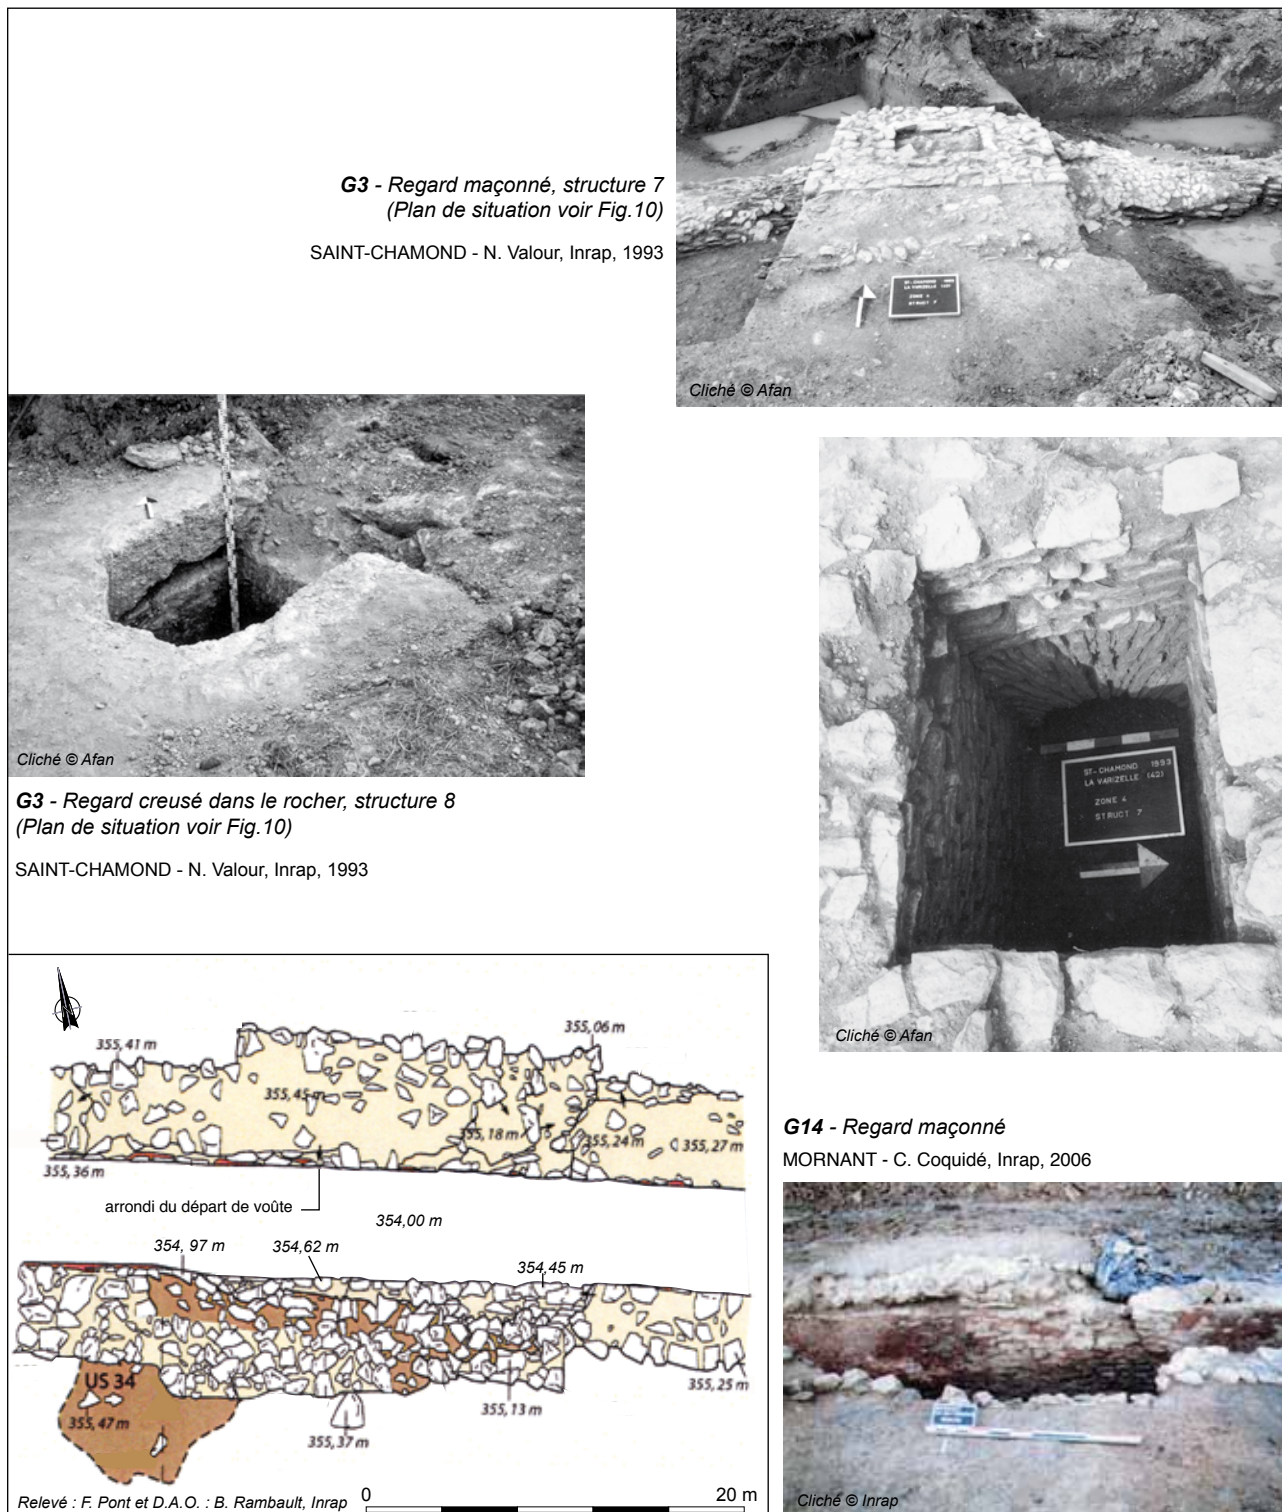 G3 - Regard maçonné, structure 7
(Plan de situation voir Fig.10)
SAINT-CHAMOND - N. Valour, Inrap, 1993
ST-CHAMOND 1993
LA VARIZELLE (42)
ZONE 4
STRUCT 7
Cliché © Afan
Cliché © Afan
G3 - Regard creusé dans le rocher, structure 8
(Plan de situation voir Fig.10)
SAINT-CHAMOND - N. Valour, Inrap, 1993
ST-CHAMOND 1993
LA VARIZELLE (42)
ZONE 4
STRUCT 7
Cliché © Afan
355,41 m
355,06 m
355,45 m
355,18 m
355,24 m
355,27 m
355,36 m
arrondi du départ de voûte
354,00 m
354, 97 m
354,62 m
354,45 m
US 34
355,47 m
355,37 m
355,13 m
355,25 m
Relevé : F. Pont et D.A.O. : B. Rambault, Inrap
0 20 m
G14 - Regard maçonné
MORNANT - C. Coquidé, Inrap, 2006
Cliché © Inrap